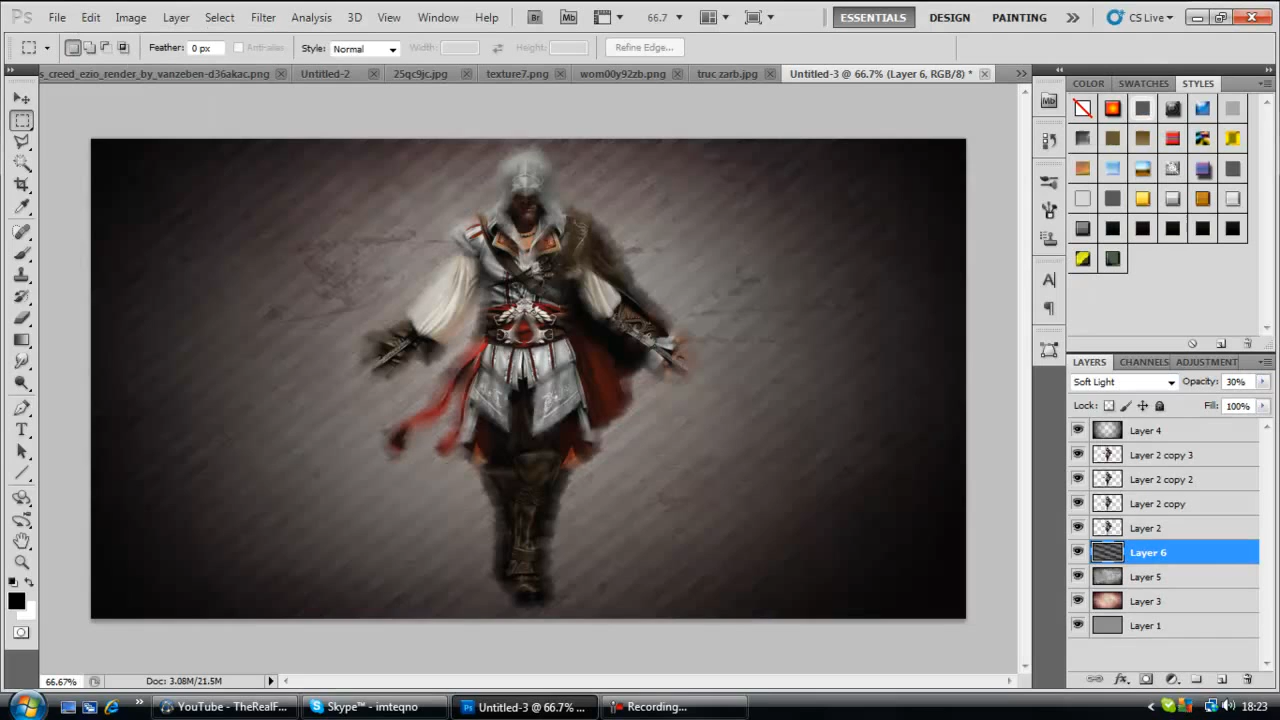 Ps File Edit Image Layer Select Filter Analysis 3D View Window Help Br Mb 66.7 ESSENTIALS DESIGN PAINTING CS Live
Feather: 0 px Anti-alias Style: Normal Width: Height: Refine Edge...
s_creed_ezio_render_by_vanzeben-d36akac.png Untitled-2 25qc9jc.jpg texture7.png wom00y92zb.png truc zarb.jpg Untitled-3 @ 66.7% (Layer 6, RGB/8) *
COLOR SWATCHES STYLES
Mb
LAYERS CHANNELS ADJUSTMENT
Soft Light Opacity: 30%
Lock: Fill: 100%
Layer 4
Layer 2 copy 3
Layer 2 copy 2
Layer 2 copy
Layer 2
Layer 6
Layer 5
Layer 3
Layer 1
66.67% Doc: 3.08M/21.5M
YouTube - TheRealF... Skype™ - imteqno Untitled-3 @ 66.7% ... Recording... 18:23